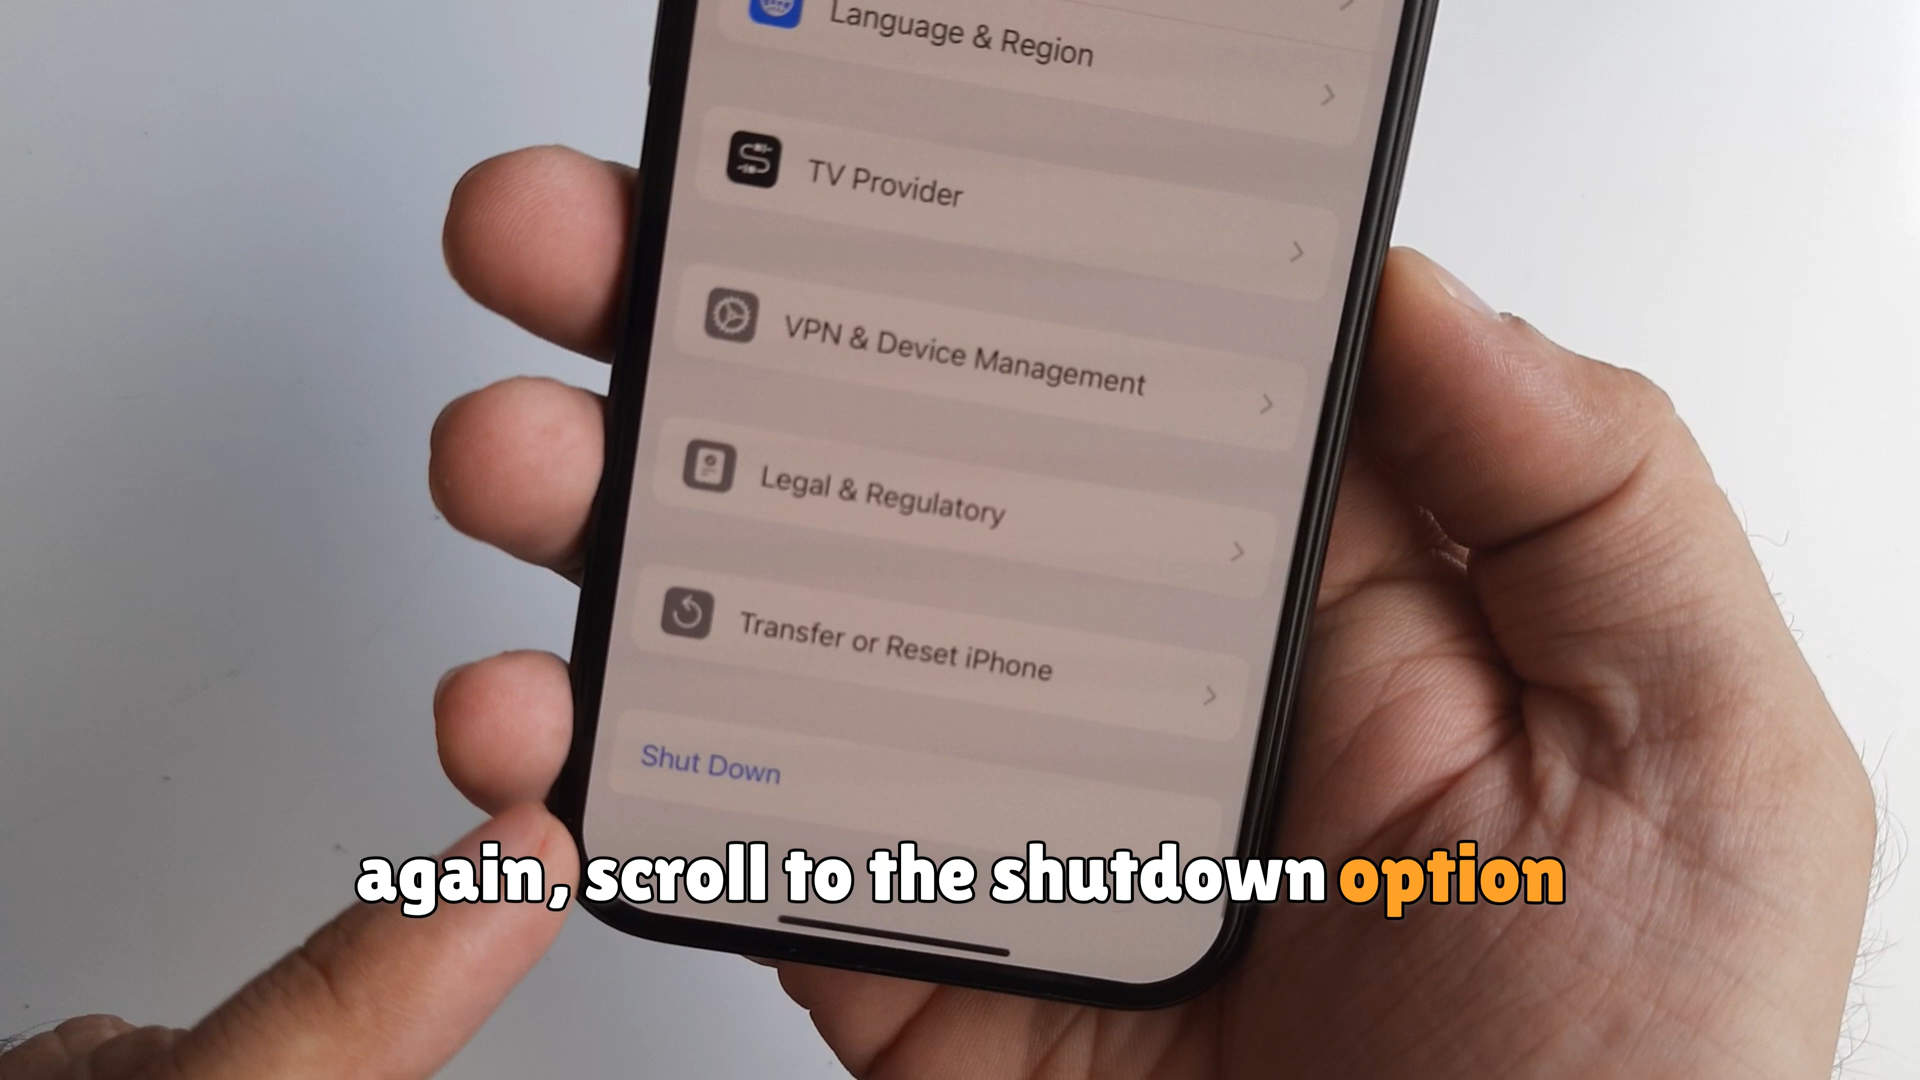 Language & Region
TV Provider
VPN & Device Management
Legal & Regulatory
Transfer or Reset iPhone
Shut Down
again, scroll to the shutdown option